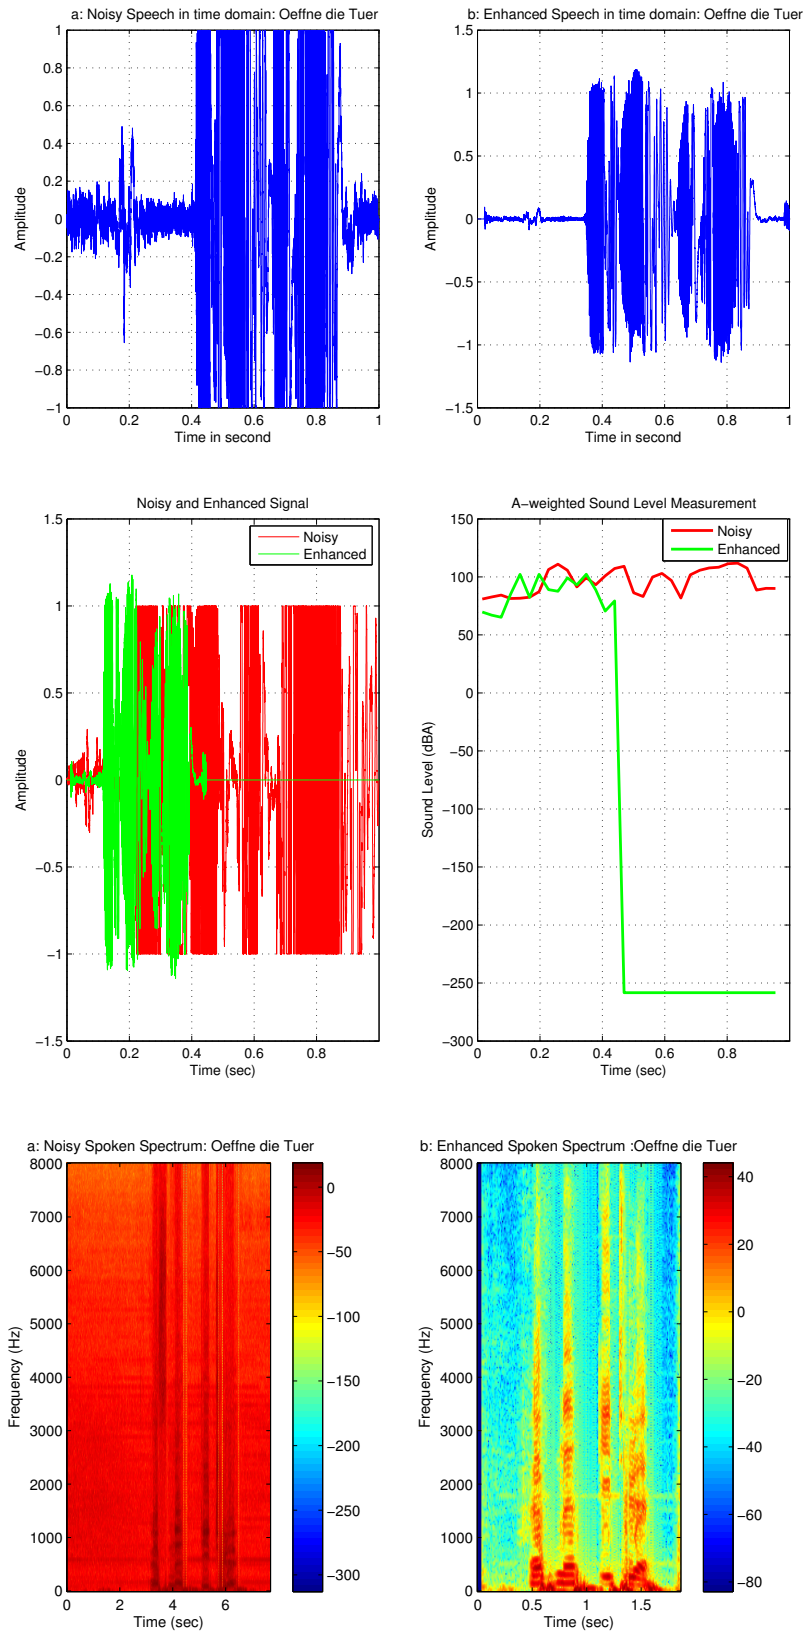 a: Noisy Speech in time domain: Oeffne die Tuer
1
0.8
0.6
0.4
0.2
0
−0.2
−0.4
−0.6
−0.8
−1
Amplitude
0 0.2 0.4 0.6 0.8 1
Time in second
b: Enhanced Speech in time domain: Oeffne die Tuer
1.5
1
0.5
0
−0.5
−1
−1.5
Amplitude
0 0.2 0.4 0.6 0.8 1
Time in second
Noisy and Enhanced Signal
Noisy
Enhanced
1.5
1
0.5
0
−0.5
−1
−1.5
Amplitude
0 0.2 0.4 0.6 0.8
Time (sec)
A−weighted Sound Level Measurement
Noisy
Enhanced
150
100
50
0
−50
−100
−150
−200
−250
−300
Sound Level (dBA)
0 0.2 0.4 0.6 0.8
Time (sec)
a: Noisy Spoken Spectrum: Oeffne die Tuer
8000
7000
6000
5000
4000
3000
2000
1000
0
Frequency (Hz)
0 2 4 6
Time (sec)
0
−50
−100
−150
−200
−250
−300
b: Enhanced Spoken Spectrum :Oeffne die Tuer
8000
7000
6000
5000
4000
3000
2000
1000
0
Frequency (Hz)
0 0.5 1 1.5
Time (sec)
40
20
0
−20
−40
−60
−80